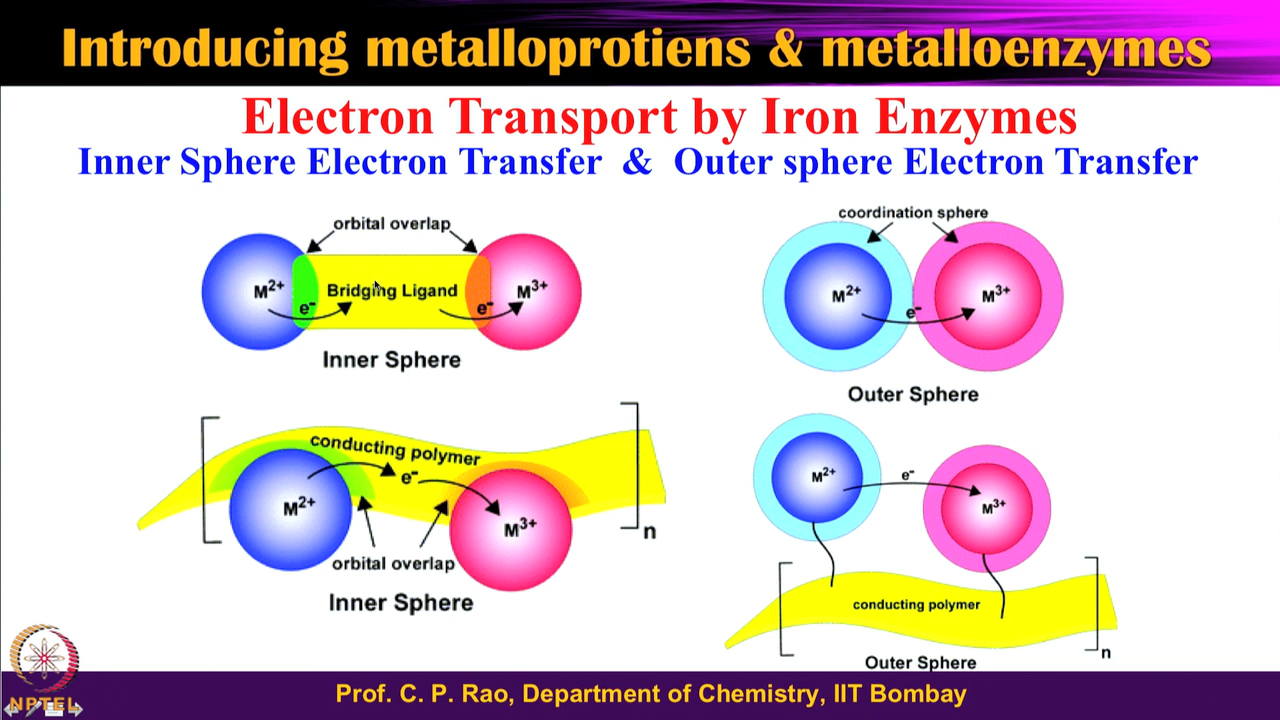 Introducing metalloprotiens & metalloenzymes
Electron Transport by Iron Enzymes
Inner Sphere Electron Transfer & Outer sphere Electron Transfer
orbital overlap
M2+
e-
Bridging Ligand
e-
M3+
Inner Sphere
coordination sphere
M2+
e-
M3+
Outer Sphere
conducting polymer
e-
M2+
M3+
n
orbital overlap
Inner Sphere
M2+
e-
M3+
conducting polymer
n
Outer Sphere
NPTEL
Prof. C. P. Rao, Department of Chemistry, IIT Bombay